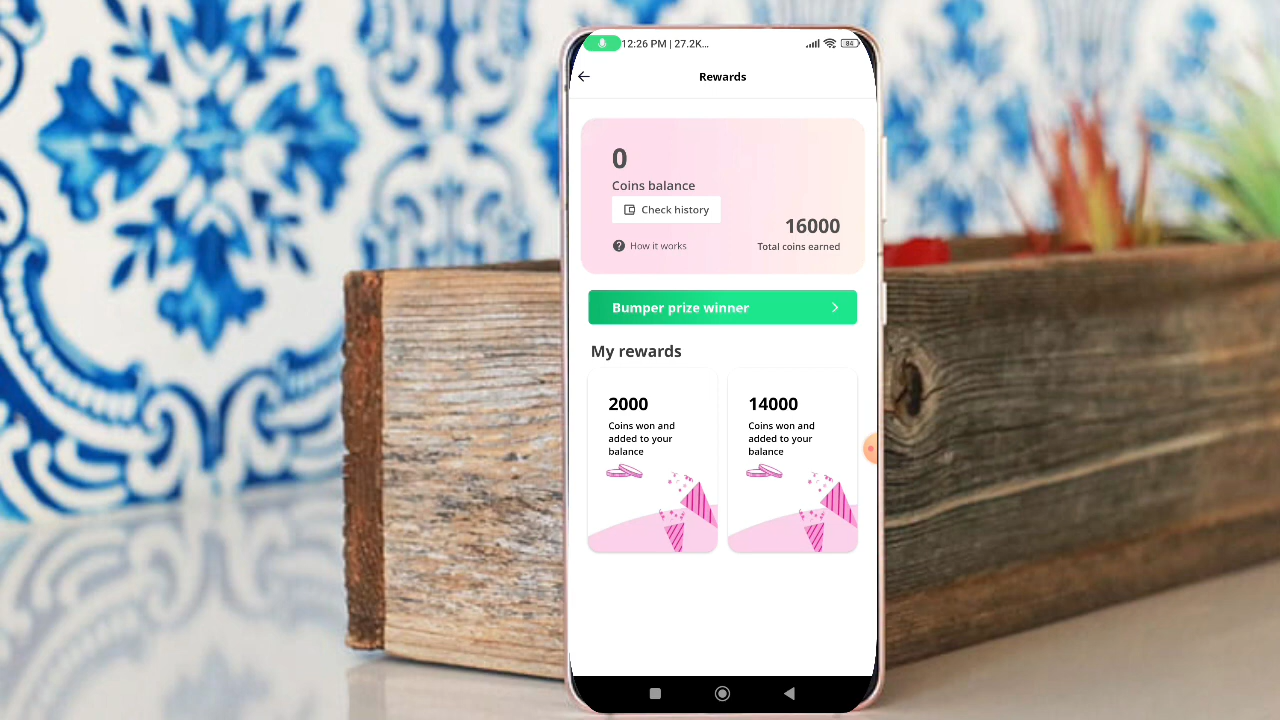 12:26 PM | 27.2K...
84
Rewards
0
Coins balance
Check history
16000
? How it works
Total coins earned
Bumper prize winner
My rewards
2000
Coins won and
added to your
balance
14000
Coins won and
added to your
balance